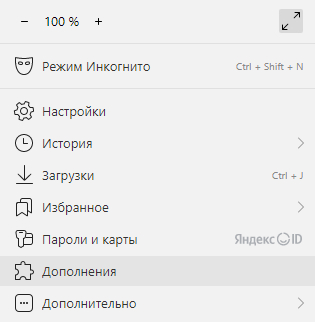 − 100 % +
Режим Инкогнито Ctrl + Shift + N
Настройки
История
Загрузки Ctrl + J
Избранное
Пароли и карты Яндекс ID
Дополнения
Дополнительно